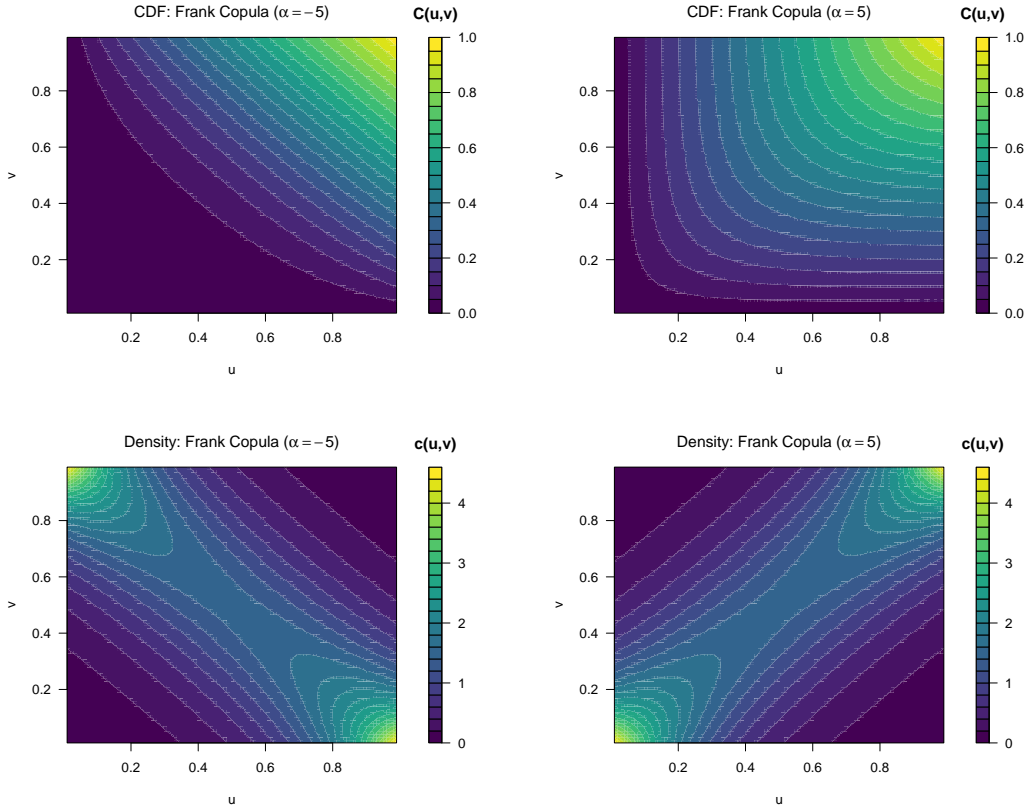 CDF: Frank Copula (α = − 5)
C(u,v)
1.0
0.8
0.6
0.4
0.2
0.0
0.8
0.6
0.4
0.2
v
0.2 0.4 0.6 0.8
u
CDF: Frank Copula (α = 5)
C(u,v)
1.0
0.8
0.6
0.4
0.2
0.0
0.8
0.6
0.4
0.2
v
0.2 0.4 0.6 0.8
u
Density: Frank Copula (α = − 5)
c(u,v)
4
3
2
1
0
0.8
0.6
0.4
0.2
v
0.2 0.4 0.6 0.8
u
Density: Frank Copula (α = 5)
c(u,v)
4
3
2
1
0
0.8
0.6
0.4
0.2
v
0.2 0.4 0.6 0.8
u